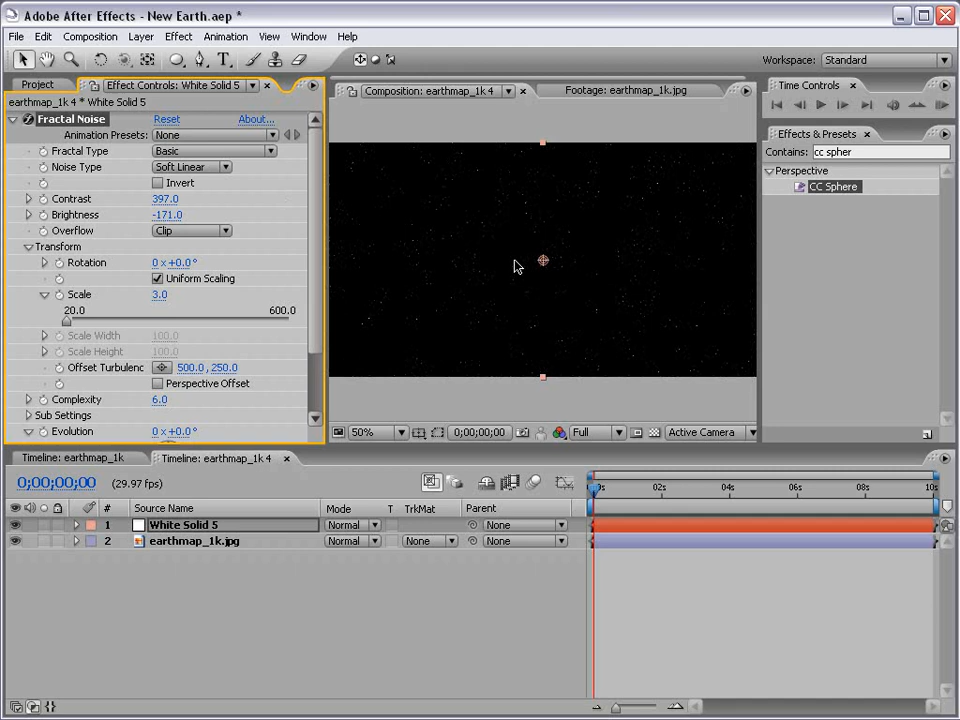 Adobe After Effects - New Earth.aep *
File Edit Composition Layer Effect Animation View Window Help
Workspace: Standard
Project Effect Controls: White Solid 5
earthmap_1k 4 * White Solid 5
Fractal Noise Reset About...
Animation Presets: None
Fractal Type Basic
Noise Type Soft Linear
Invert
Contrast 397.0
Brightness -171.0
Overflow Clip
Transform
Rotation 0 x+0.0°
Uniform Scaling
Scale 3.0
20.0 600.0
Scale Width 100.0
Scale Height 100.0
Offset Turbulenc 500.0, 250.0
Perspective Offset
Complexity 6.0
Sub Settings
Evolution 0 x+0.0°
Composition: earthmap_1k 4 Footage: earthmap_1k.jpg
50% 0;00;00;00 Full Active Camera
Time Controls
Effects & Presets
Contains: cc spher
Perspective
CC Sphere
Timeline: earthmap_1k Timeline: earthmap_1k 4
0;00;00;00 (29.97 fps)
0s 02s 04s 06s 08s 10s
# Source Name Mode T TrkMat Parent
1 White Solid 5 Normal None
2 earthmap_1k.jpg Normal None None